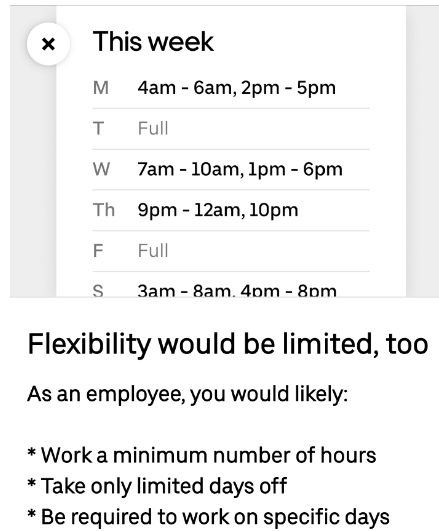 This week
M 4am - 6am, 2pm - 5pm
T Full
W 7am - 10am, 1pm - 6pm
Th 9pm - 12am, 10pm
F Full
S 3am - 8am, 4pm - 8pm
Flexibility would be limited, too
As an employee, you would likely:
* Work a minimum number of hours
* Take only limited days off
* Be required to work on specific days